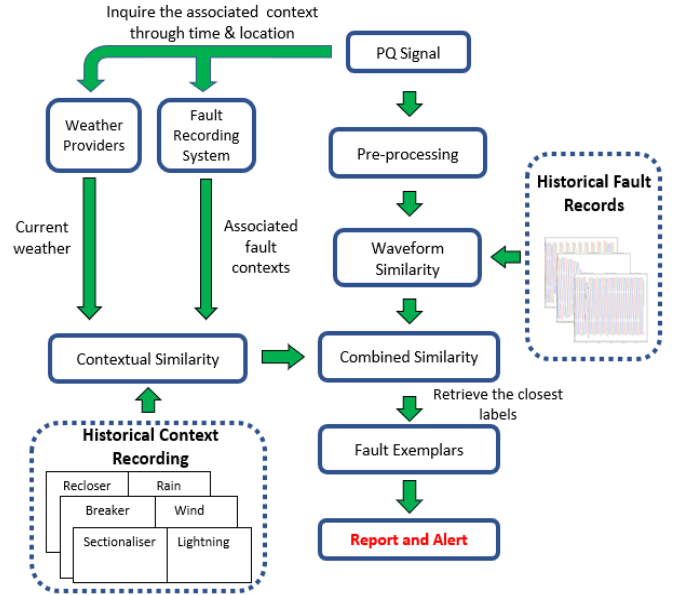 Inquire the associated context
through time & location
PQ Signal
Weather
Providers
Fault
Recording
System
Pre-processing
Historical Fault
Records
Current
weather
Associated
fault
contexts
Waveform
Similarity
Contextual Similarity
Combined Similarity
Retrieve the closest
labels
Historical Context
Recording
Recloser
Rain
Breaker
Wind
Sectionaliser
Lightning
Fault Exemplars
Report and Alert